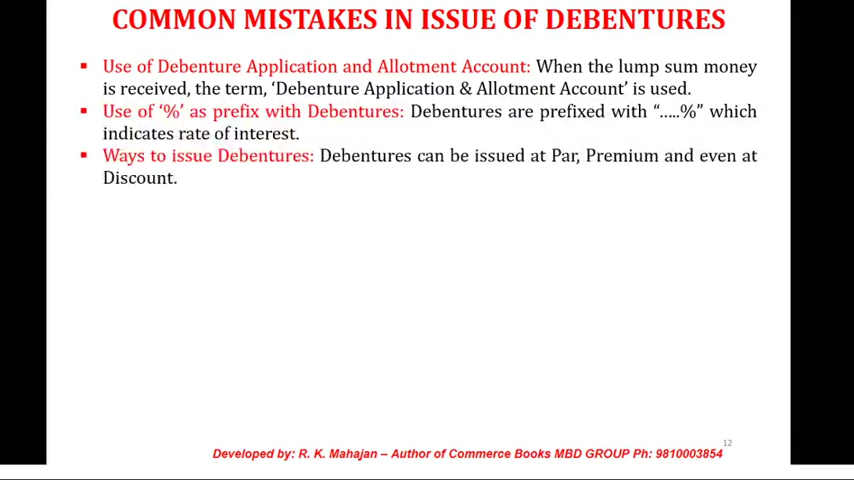 COMMON MISTAKES IN ISSUE OF DEBENTURES
▪ Use of Debenture Application and Allotment Account: When the lump sum money
is received, the term, ‘Debenture Application & Allotment Account’ is used.
▪ Use of ‘%’ as prefix with Debentures: Debentures are prefixed with “…..%” which
indicates rate of interest.
▪ Ways to issue Debentures: Debentures can be issued at Par, Premium and even at
Discount.
12
Developed by: R. K. Mahajan – Author of Commerce Books MBD GROUP Ph: 9810003854